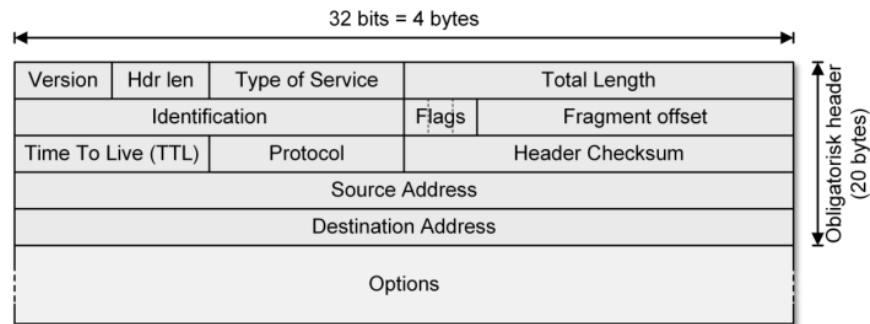 32 bits = 4 bytes
Version Hdr len Type of Service Total Length
Identification Flags Fragment offset
Time To Live (TTL) Protocol Header Checksum
Source Address
Destination Address
Options
Obligatorisk header
(20 bytes)